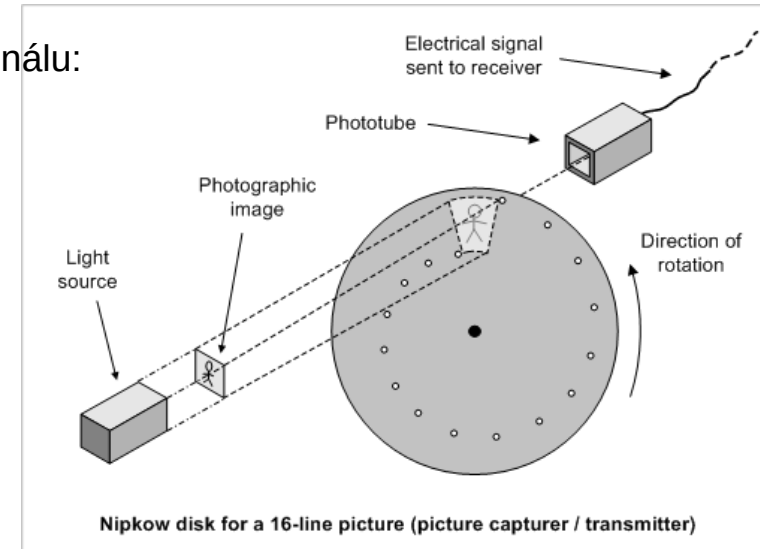 nálu:
Electrical signal
sent to receiver
Phototube
Photographic
image
Light
source
Direction of
rotation
Nipkow disk for a 16-line picture (picture capturer / transmitter)